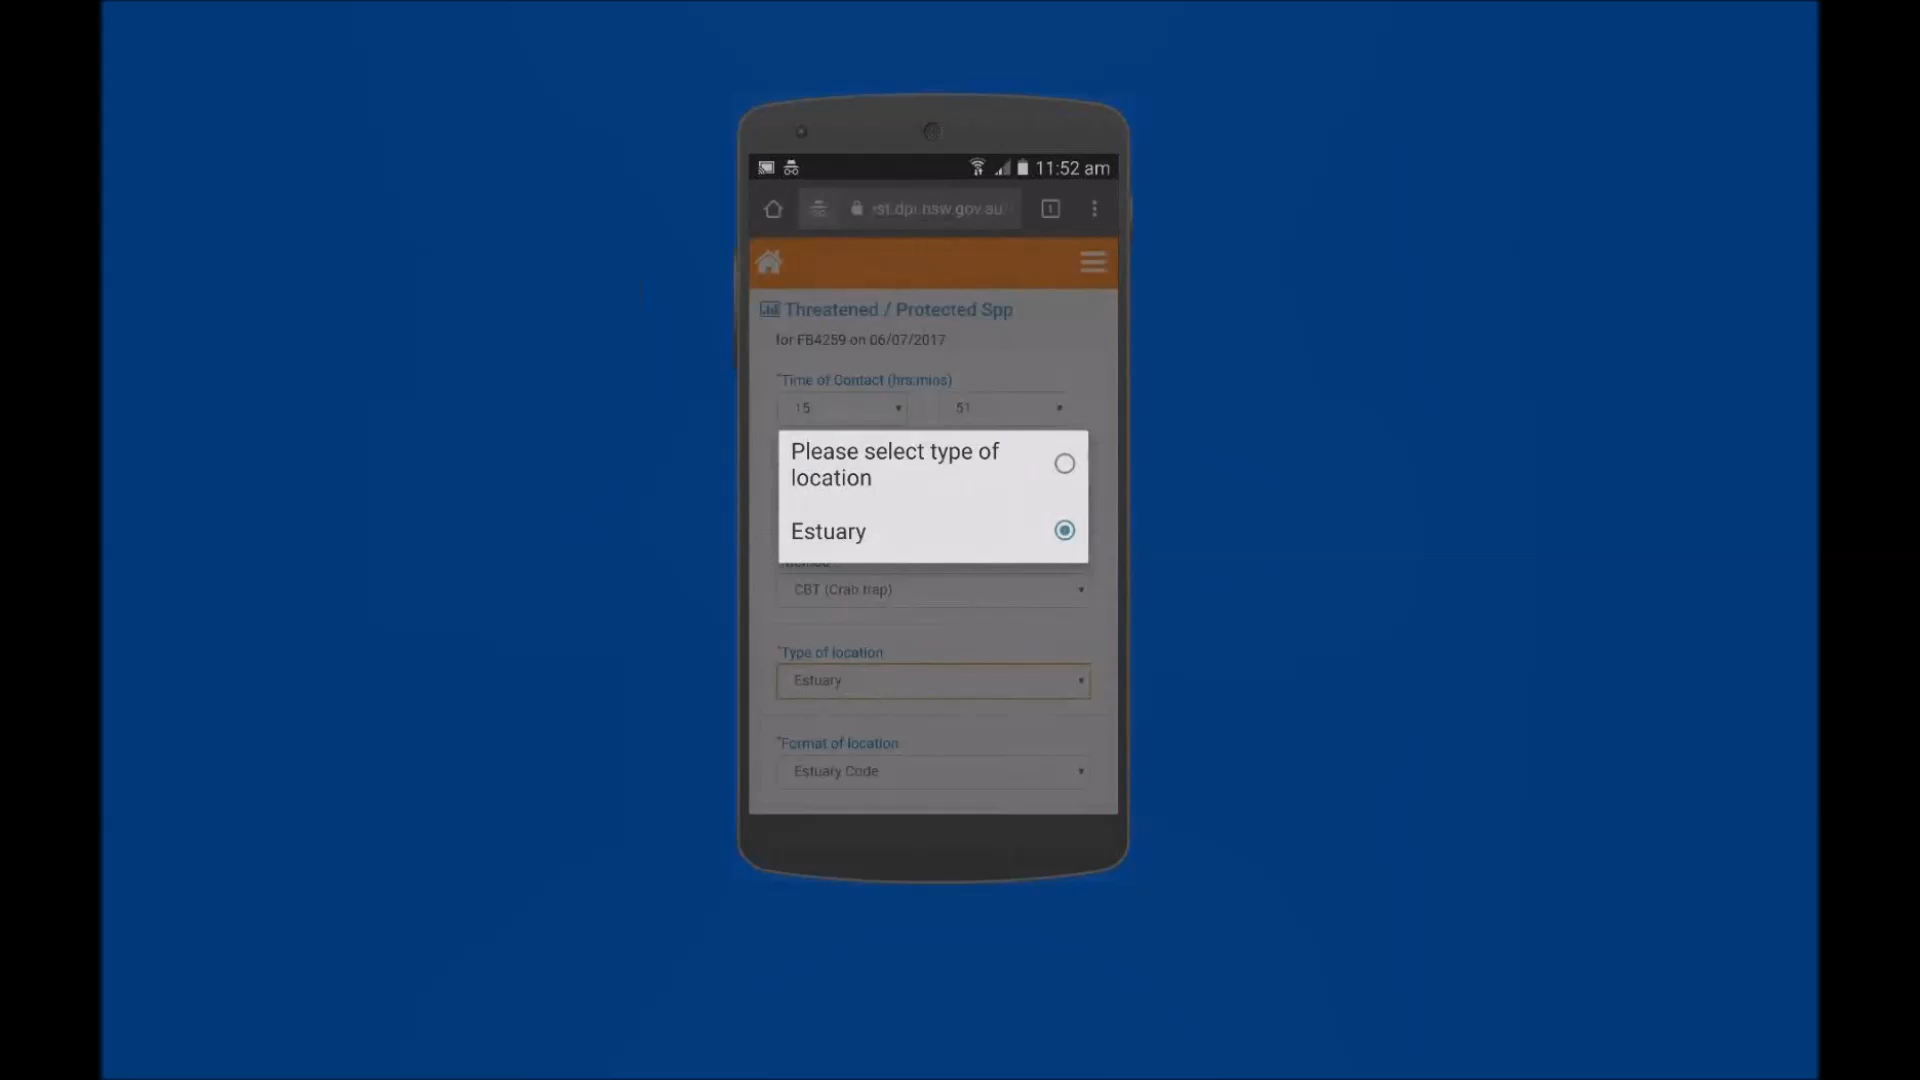 11:52 am
st.dpi.nsw.gov.au/
1
Threatened / Protected Spp
for FB4259 on 06/07/2017
*Time of Contact (hrs:mins)
15 51
Please select type of
location
Estuary
CBT (Crab trap)
*Type of location
Estuary
*Format of location
Estuary Code